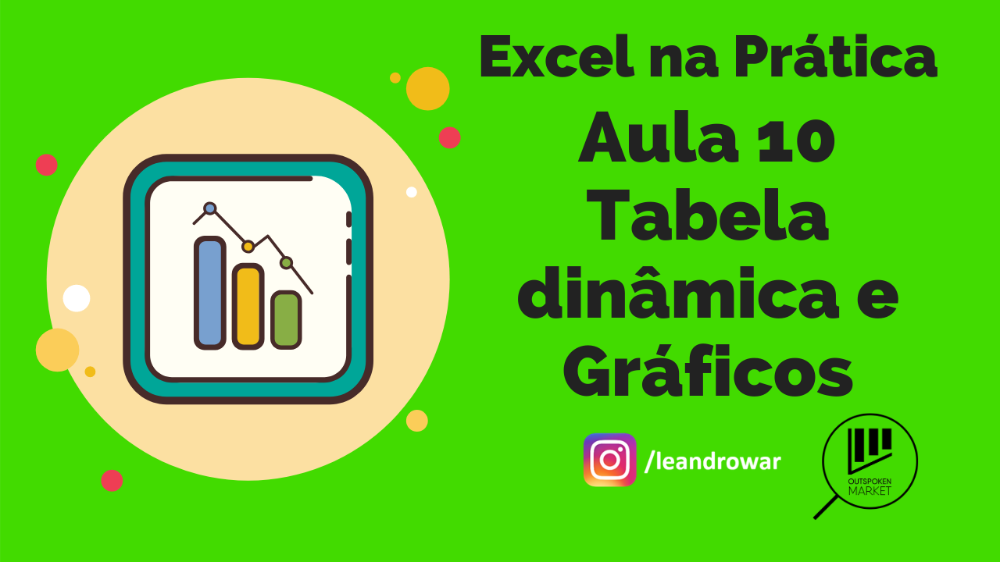 Excel na Prática
Aula 10
Tabela
dinâmica e
Gráficos
/leandrowar
OUTSPOKEN
MARKET